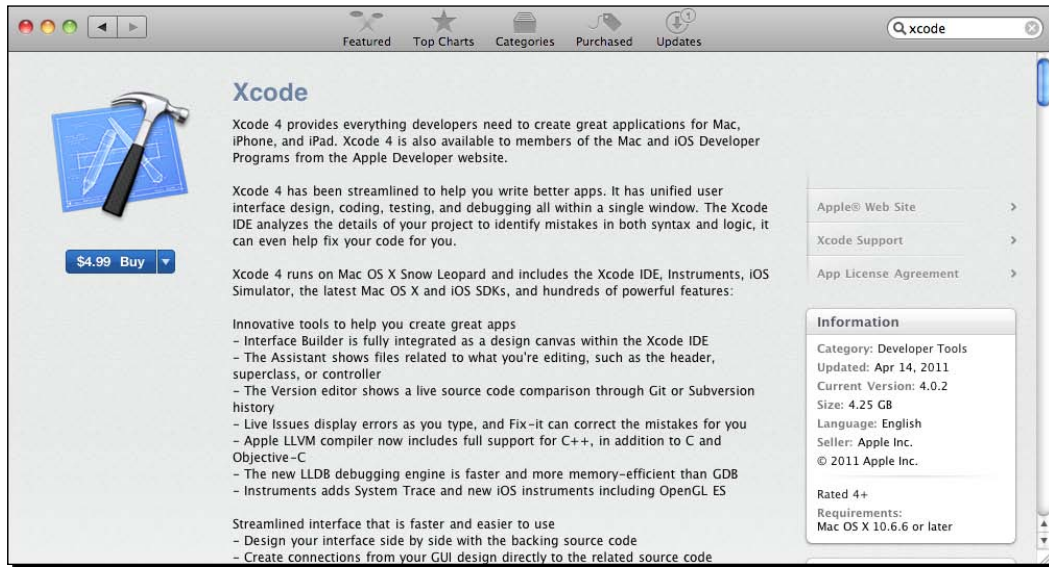 xcode
1
Featured Top Charts Categories Purchased Updates
Xcode
Xcode 4 provides everything developers need to create great applications for Mac,
iPhone, and iPad. Xcode 4 is also available to members of the Mac and iOS Developer
Programs from the Apple Developer website.
Xcode 4 has been streamlined to help you write better apps. It has unified user
interface design, coding, testing, and debugging all within a single window. The Xcode
IDE analyzes the details of your project to identify mistakes in both syntax and logic, it
can even help fix your code for you.
$4.99 Buy
Xcode 4 runs on Mac OS X Snow Leopard and includes the Xcode IDE, Instruments, iOS
Simulator, the latest Mac OS X and iOS SDKs, and hundreds of powerful features:
Innovative tools to help you create great apps
– Interface Builder is fully integrated as a design canvas within the Xcode IDE
– The Assistant shows files related to what you're editing, such as the header,
superclass, or controller
– The Version editor shows a live source code comparison through Git or Subversion
history
– Live Issues display errors as you type, and Fix-it can correct the mistakes for you
– Apple LLVM compiler now includes full support for C++, in addition to C and
Objective-C
– The new LLDB debugging engine is faster and more memory-efficient than GDB
– Instruments adds System Trace and new iOS instruments including OpenGL ES
Streamlined interface that is faster and easier to use
– Design your interface side by side with the backing source code
– Create connections from your GUI design directly to the related source code
Apple® Web Site
Xcode Support
App License Agreement
Information
Category: Developer Tools
Updated: Apr 14, 2011
Current Version: 4.0.2
Size: 4.25 GB
Language: English
Seller: Apple Inc.
© 2011 Apple Inc.
Rated 4+
Requirements:
Mac OS X 10.6.6 or later